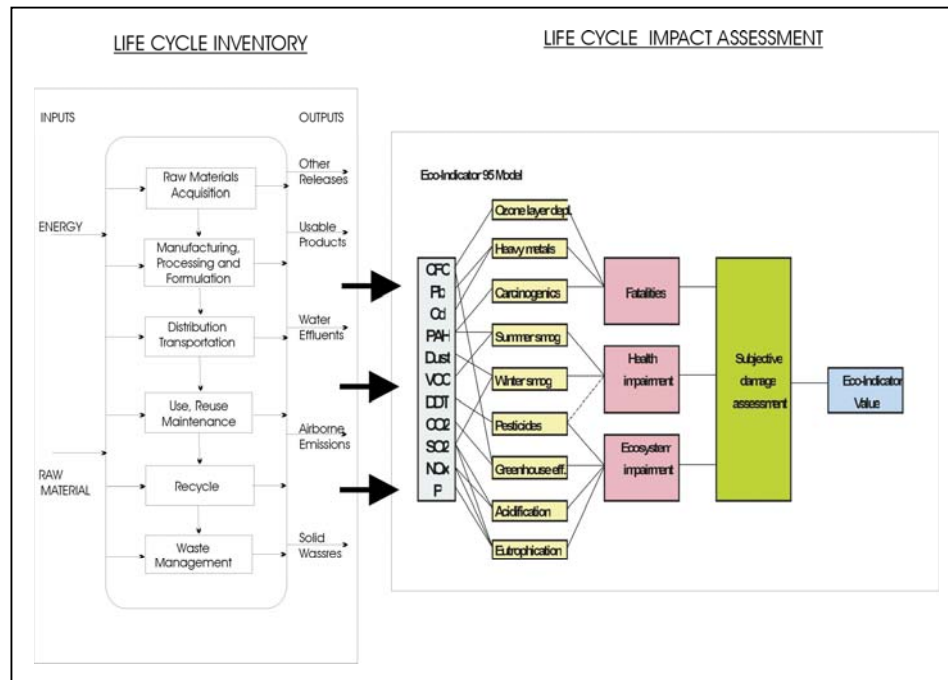 LIFE CYCLE INVENTORY
LIFE CYCLE IMPACT ASSESSMENT
INPUTS
OUTPUTS
ENERGY
RAW
MATERIAL
Raw Materials
Acquisition
Manufacturing,
Processing and
Formulation
Distribution
Transportation
Use, Reuse
Maintenance
Recycle
Waste
Management
Other
Releases
Usable
Products
Water
Effluents
Airborne
Emissions
Solid
Wassres
Eco-Indicator 95 Model
CFC
Pb
Cd
PAH
Dust
VOC
DDT
CO2
SO2
NOx
P
Ozone layer depl.
Heavy metals
Carcinogenics
Summer smog
Winter smog
Pesticides
Greenhouse eff.
Acidification
Eutrophication
Fatalities
Health
impairment
Ecosystem
impairment
Subjective
damage
assessment
Eco-Indicator
Value